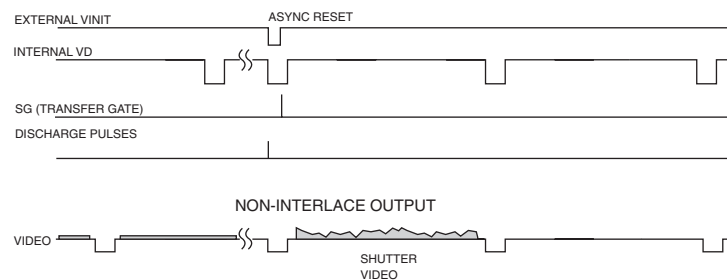 EXTERNAL VINIT
ASYNC RESET
INTERNAL VD
SG (TRANSFER GATE)
DISCHARGE PULSES
NON-INTERLACE OUTPUT
VIDEO
SHUTTER
VIDEO